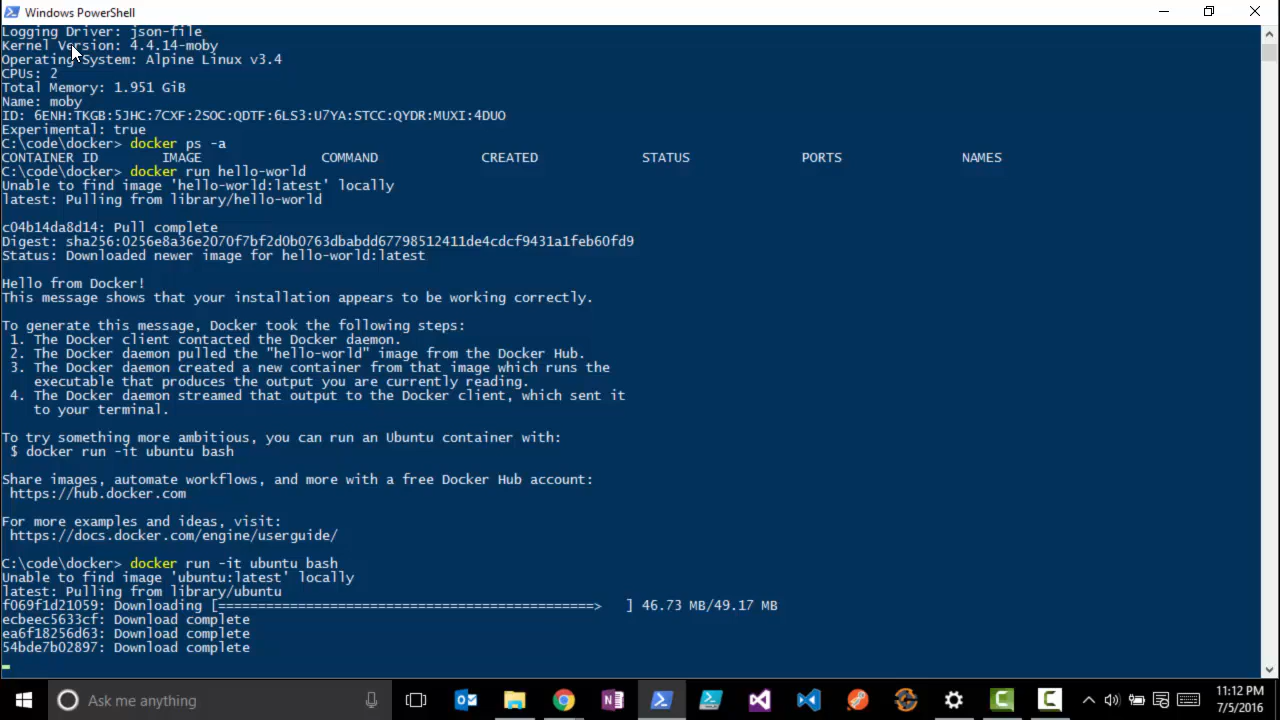 Windows PowerShell
Logging Driver: json-file
Kernel Version: 4.4.14-moby
Operating System: Alpine Linux v3.4
CPUs: 2
Total Memory: 1.951 GiB
Name: moby
ID: 6ENH:TKGB:5JHC:7CXF:2SOC:QDTF:6LS3:U7YA:STCC:QYDR:MUXI:4DUO
Experimental: true
C:\code\docker> docker ps -a
CONTAINER ID IMAGE COMMAND CREATED STATUS PORTS NAMES
C:\code\docker> docker run hello-world
Unable to find image 'hello-world:latest' locally
latest: Pulling from library/hello-world
c04b14da8d14: Pull complete
Digest: sha256:0256e8a36e2070f7bf2d0b0763dbabdd67798512411de4cdcf9431a1feb60fd9
Status: Downloaded newer image for hello-world:latest
Hello from Docker!
This message shows that your installation appears to be working correctly.
To generate this message, Docker took the following steps:
1. The Docker client contacted the Docker daemon.
2. The Docker daemon pulled the "hello-world" image from the Docker Hub.
3. The Docker daemon created a new container from that image which runs the
executable that produces the output you are currently reading.
4. The Docker daemon streamed that output to the Docker client, which sent it
to your terminal.
To try something more ambitious, you can run an Ubuntu container with:
$ docker run -it ubuntu bash
Share images, automate workflows, and more with a free Docker Hub account:
https://hub.docker.com
For more examples and ideas, visit:
https://docs.docker.com/engine/userguide/
C:\code\docker> docker run -it ubuntu bash
Unable to find image 'ubuntu:latest' locally
latest: Pulling from library/ubuntu
f069f1d21059: Downloading [===============================================> ] 46.73 MB/49.17 MB
ecbeec5633cf: Download complete
ea6f18256d63: Download complete
54bde7b02897: Download complete
Ask me anything
11:12 PM
7/5/2016